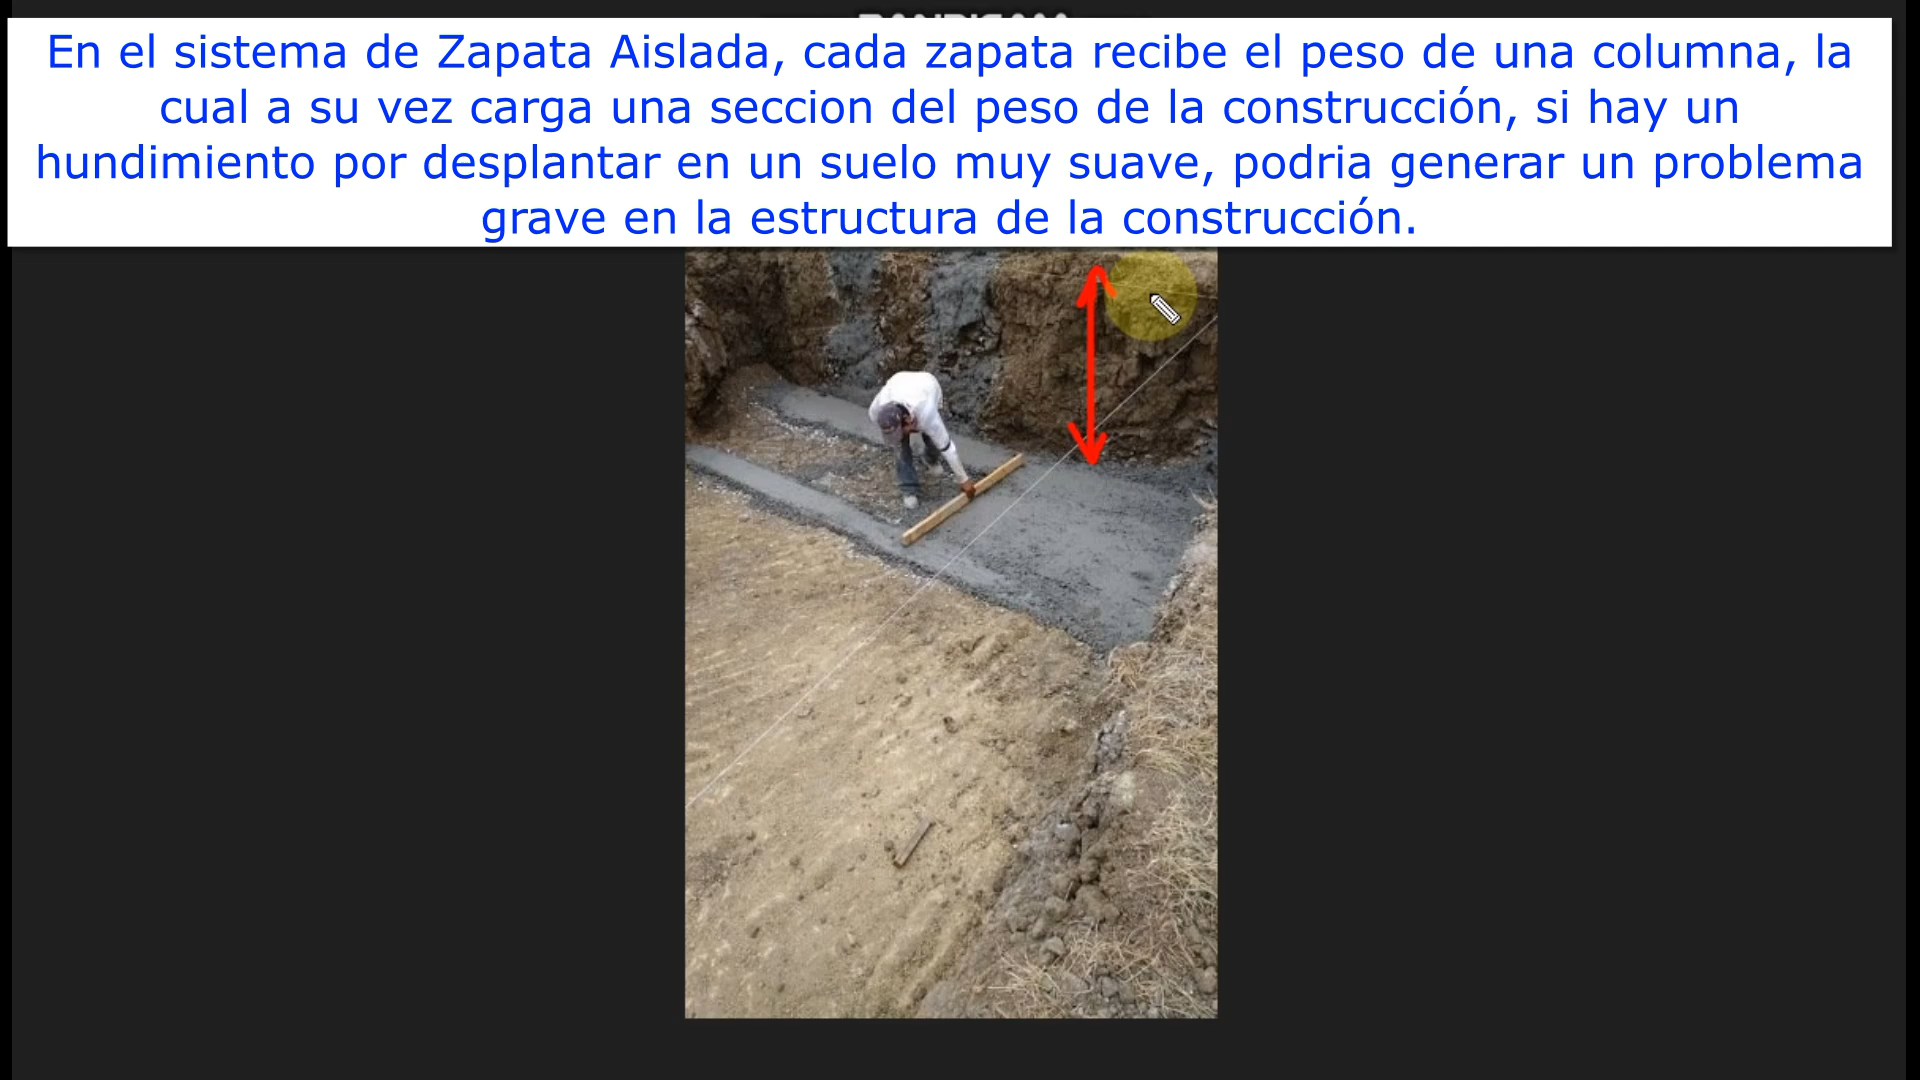 En el sistema de Zapata Aislada, cada zapata recibe el peso de una columna, la
cual a su vez carga una seccion del peso de la construcción, si hay un
hundimiento por desplantar en un suelo muy suave, podria generar un problema
grave en la estructura de la construcción.